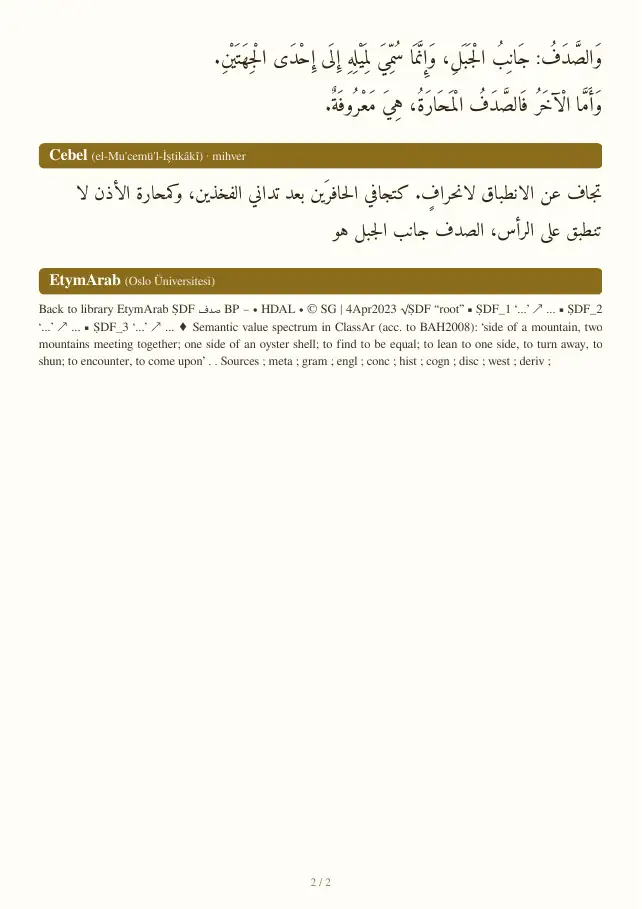 وَالصَّدَفُ: جَانِبُ الْجَبَلِ، وَإِنَّمَا سُمِّيَ لِمَيْلِهِ إِلَى إِحْدَى الْجِهَتَيْنِ.
وَأَمَّا الْآخَرُ فَالصَّدَفُ الْمَحَارَةُ، هِيَ مَعْرُوفَةٌ.
Cebel (el-Mu'cemü'l-İştikâkî) · mihver
تجاف عن الانطباق لانحرافٍ. كتجافي الحافرَين بعد تداني الفخذين، وكمحارة الأذن لا
تنطبق على الرأس، الصدف جانب الجبل هو
EtymArab (Oslo Üniversitesi)
Back to library EtymArab ṢDF صدف BP – • HDAL • © SG | 4Apr2023 √ṢDF “root” ▪ ṢDF_1 ‘...’ ↗ ... ▪ ṢDF_2
‘...’ ↗ ... ▪ ṢDF_3 ‘...’ ↗ ... ♦ Semantic value spectrum in ClassAr (acc. to BAH2008): ‘side of a mountain, two
mountains meeting together; one side of an oyster shell; to find to be equal; to lean to one side, to turn away, to
shun; to encounter, to come upon’ . . Sources ; meta ; gram ; engl ; conc ; hist ; cogn ; disc ; west ; deriv ;
2 / 2